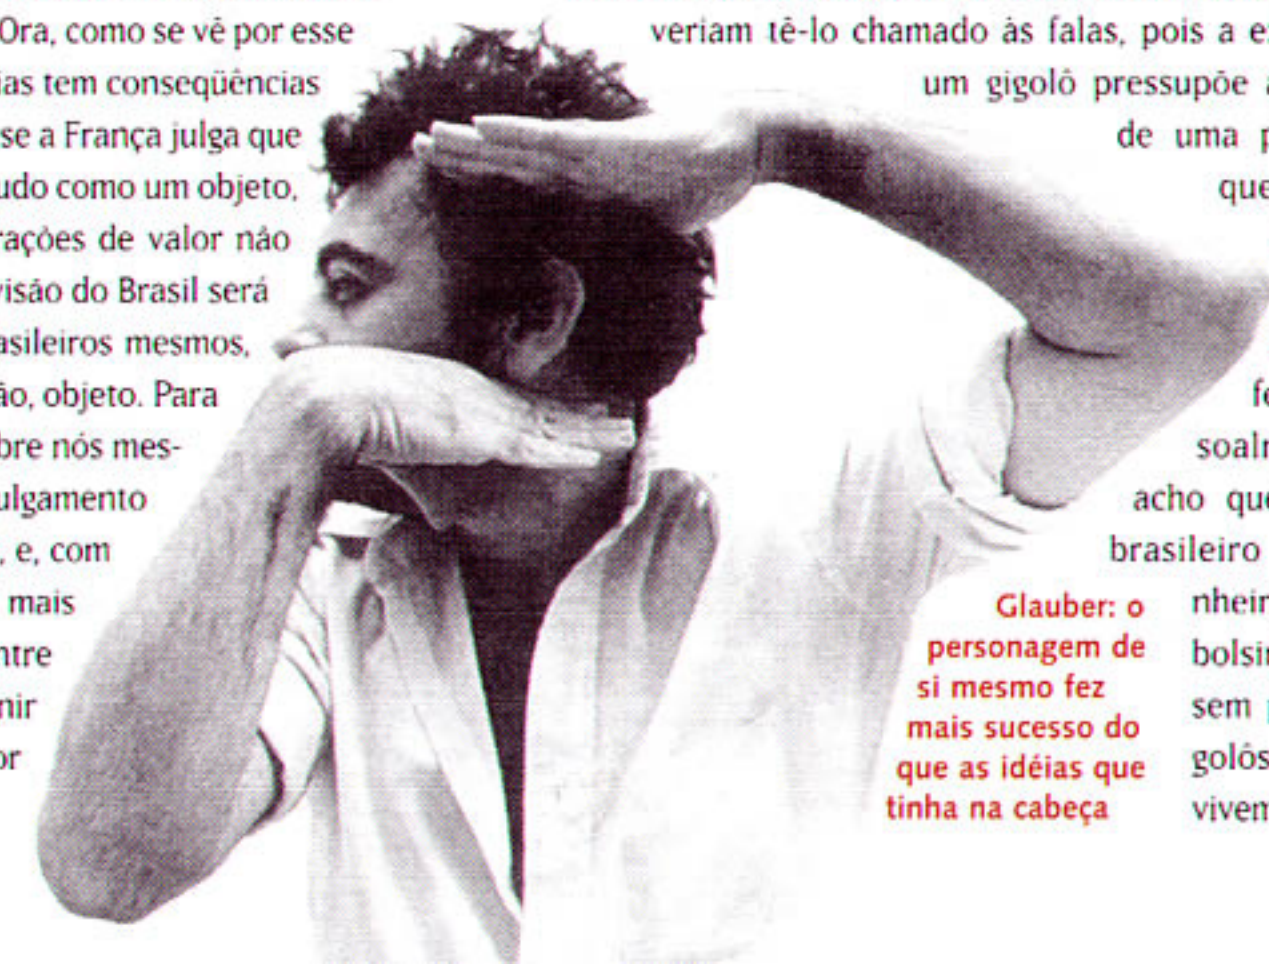 Ora, como se vê por esse
ias tem conseqüências
se a França julga que
udo como um objeto,
rações de valor não
visão do Brasil será
asileiros mesmos,
ão, objeto. Para
bre nós mes-
ulgamento
, e, com
mais
ntre
nir
or
veriam tê-lo chamado às falas, pois a e
um gigolô pressupõe a
de uma p
que
fe
soalm
acho que
brasileiro
nheir
bolsi
sem
golôs
vivem
Glauber: o
personagem de
si mesmo fez
mais sucesso do
que as idéias que
tinha na cabeça